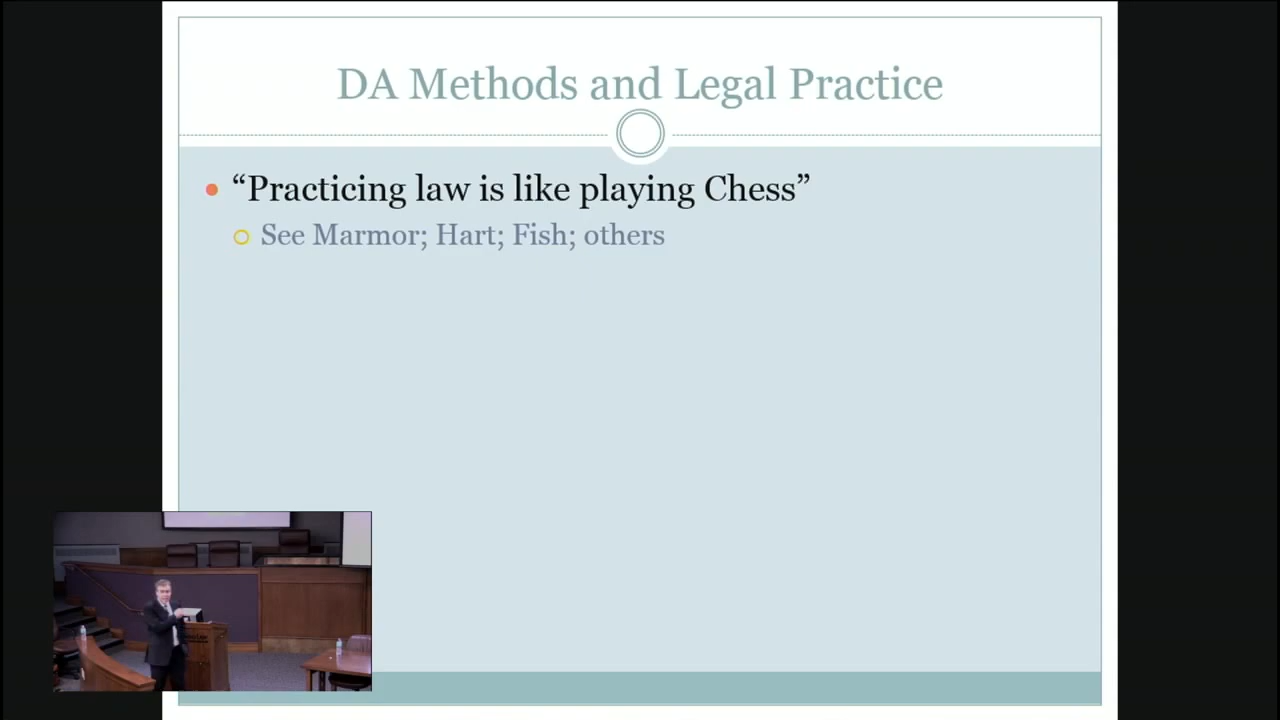 DA Methods and Legal Practice
“Practicing law is like playing Chess”
See Marmor; Hart; Fish; others